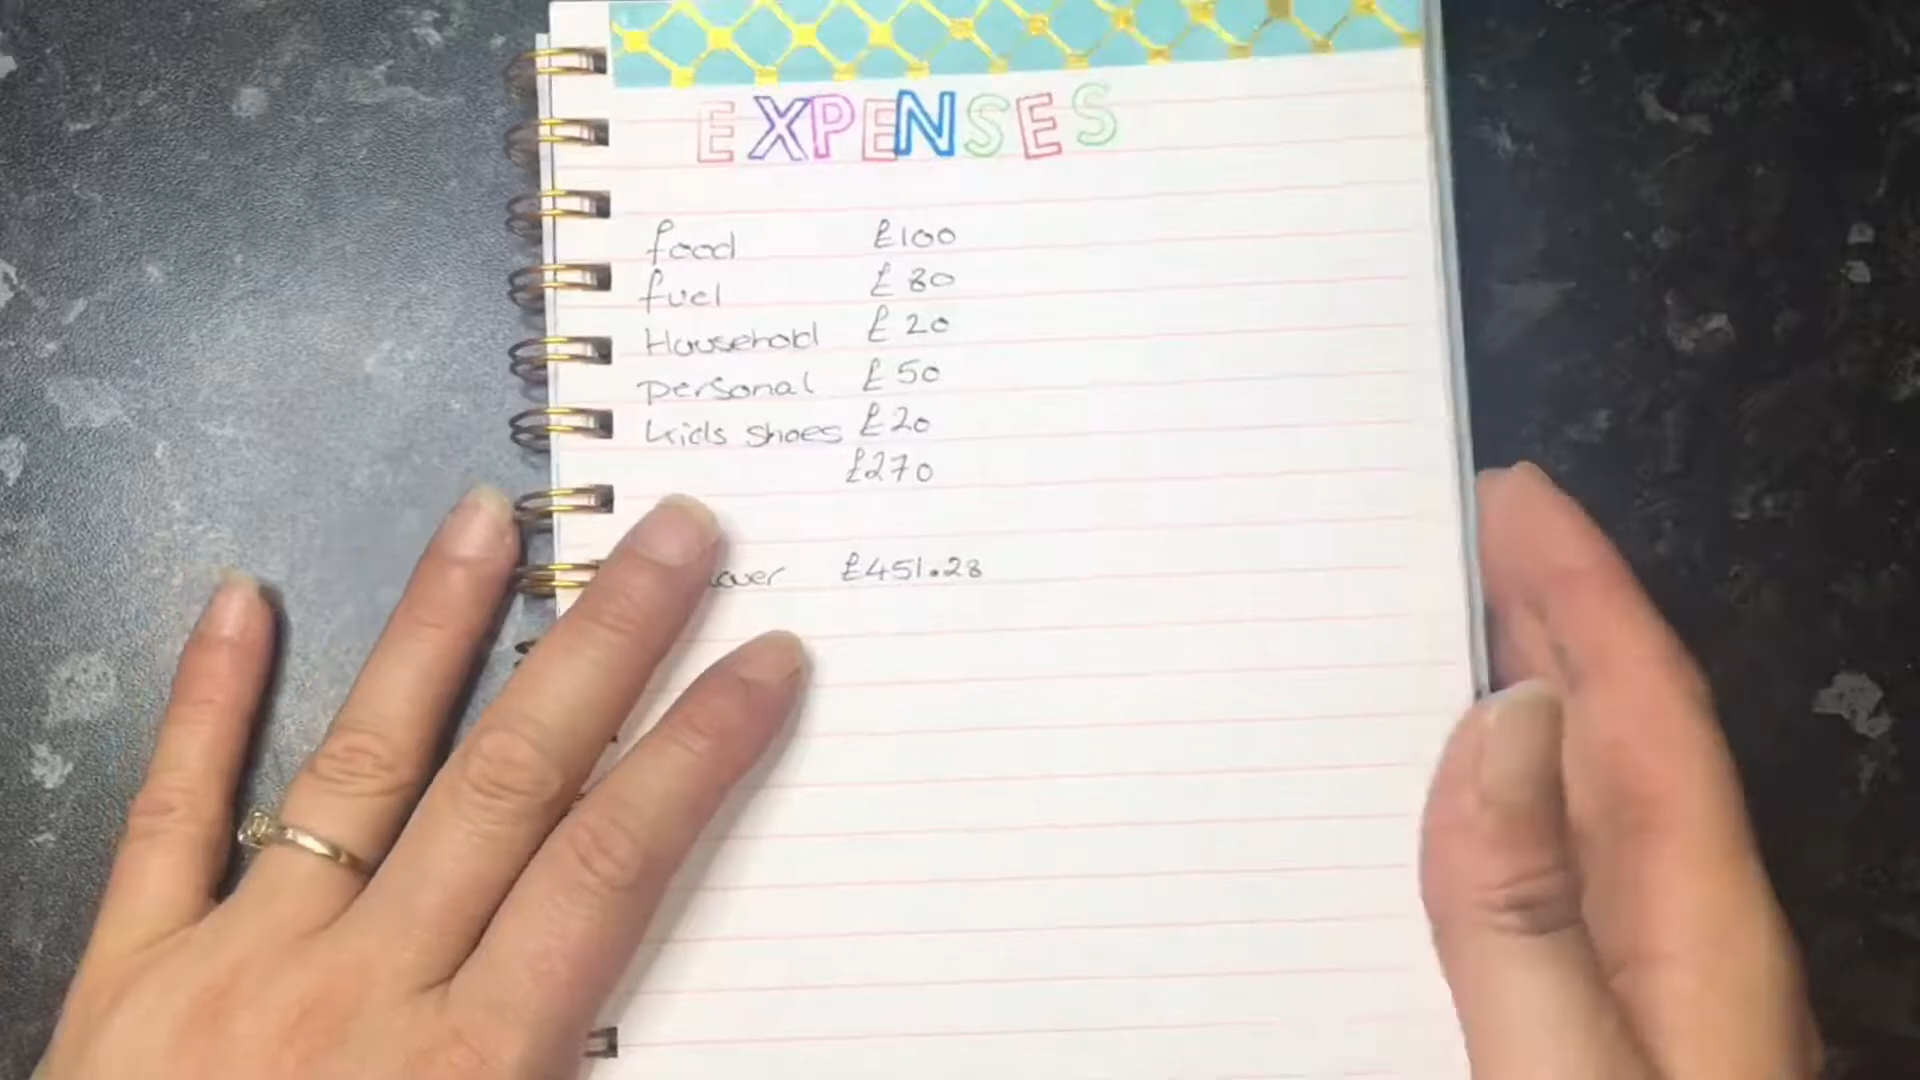 EXPENSES
food £100
fuel £80
Household £20
personal £50
kids shoes £20
£270
£451.28